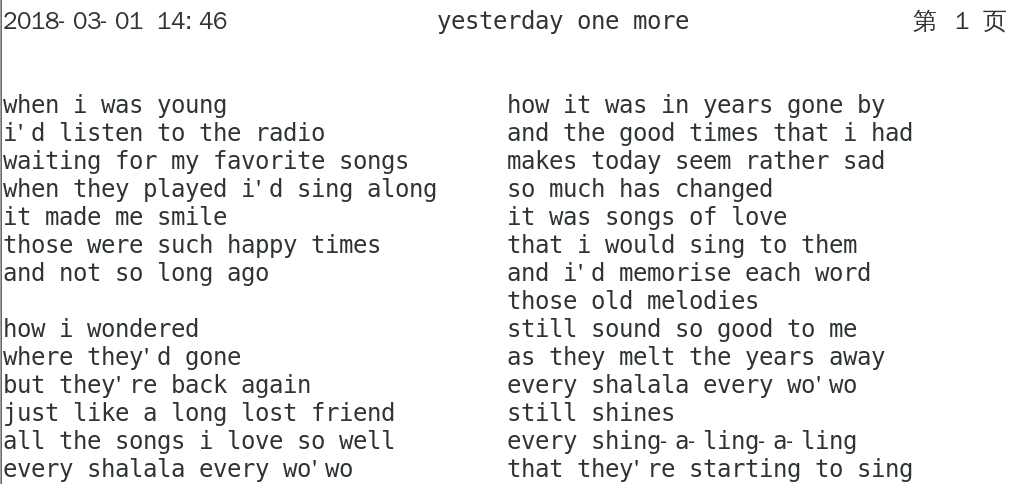 2018-03-01 14:46 yesterday one more 第 1 页
when i was young
i'd listen to the radio
waiting for my favorite songs
when they played i'd sing along
it made me smile
those were such happy times
and not so long ago
how i wondered
where they'd gone
but they're back again
just like a long lost friend
all the songs i love so well
every shalala every wo'wo
how it was in years gone by
and the good times that i had
makes today seem rather sad
so much has changed
it was songs of love
that i would sing to them
and i'd memorise each word
those old melodies
still sound so good to me
as they melt the years away
every shalala every wo'wo
still shines
every shing-a-ling-a-ling
that they're starting to sing